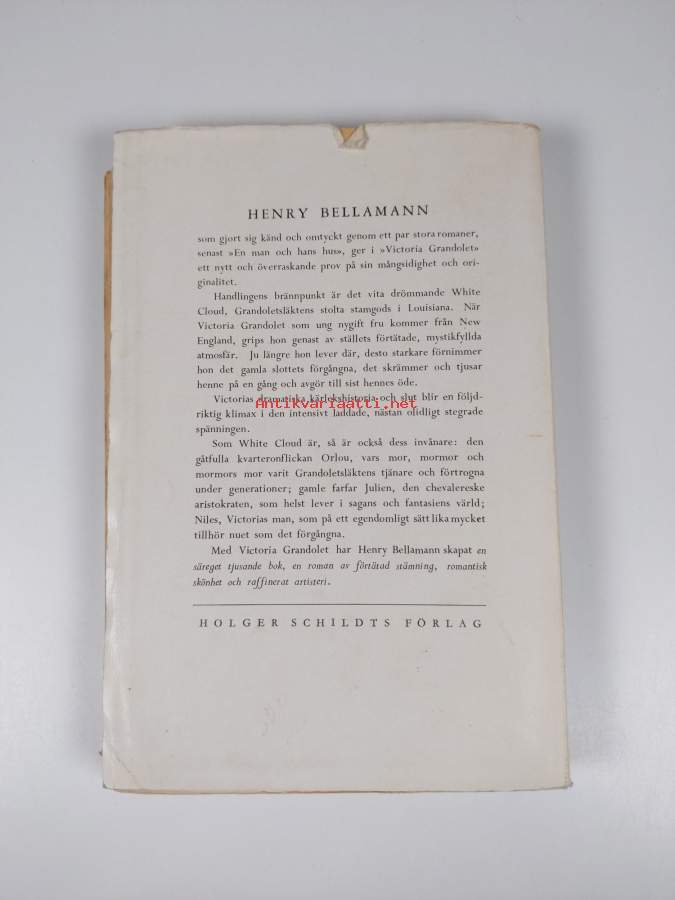 HENRY BELLAMANN
som gjort sig känd och omtyckt genom ett par stora romaner,
senast »En man och hans hus», ger i »Victoria Grandolet»
ett nytt och överraskande prov på sin mångsidighet och ori-
ginalitet.
Handlingens brännpunkt är det vita drömmande White
Cloud, Grandoletsläktens stolta stamgods i Louisiana. När
Victoria Grandolet som ung nygift fru kommer från New
England, grips hon genast av ställets förtätade, mystikfyllda
atmosfär. Ju längre hon lever där, desto starkare förnimmer
hon det gamla slottets förgångna, det skrämmer och tjusar
henne på en gång och avgör till sist hennes öde.
Victorias dramatiska kärlekshistoria och slut blir en följd-
Antikvariaatti.net
riktig klimax i den intensivt laddade, nästan olidligt stegrade
spänningen.
Som White Cloud är, så är också dess invånare: den
gåtfulla kvarteronflickan Orlou, vars mor, mormor och
mormors mor varit Grandoletsläktens tjänare och förtrogna
under generationer; gamle farfar Julien, den chevalereske
aristokraten, som helst lever i sagans och fantasiens värld;
Niles, Victorias man, som på ett egendomligt sätt lika mycket
tillhör nuet som det förgångna.
Med Victoria Grandolet har Henry Bellamann skapat en
säreget tjusande bok, en roman av förtätad stämning, romantisk
skönhet och raffinerat artisteri.
HOLGER SCHILDTS FÖRLAG